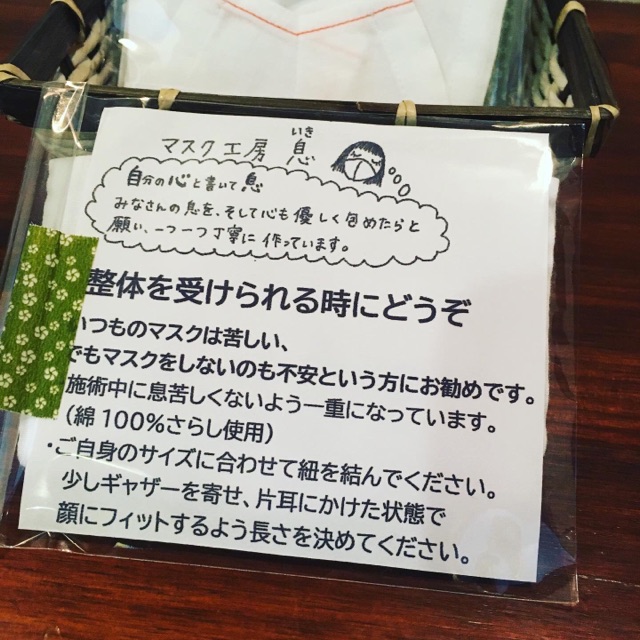 いき
マスク工房 息
自分の心と書いて息
みなさんの息を、そして心も優しく包めたらと
願い、一つ一つ丁寧に作っています。
整体を受けられる時にどうぞ
いつものマスクは苦しい、
でもマスクをしないのも不安という方にお勧めです。
施術中に息苦しくないよう一重になっています。
(綿100%さらし使用)
・ご自身のサイズに合わせて紐を結んでください。
少しギャザーを寄せ、片耳にかけた状態で
顔にフィットするよう長さを決めてください。